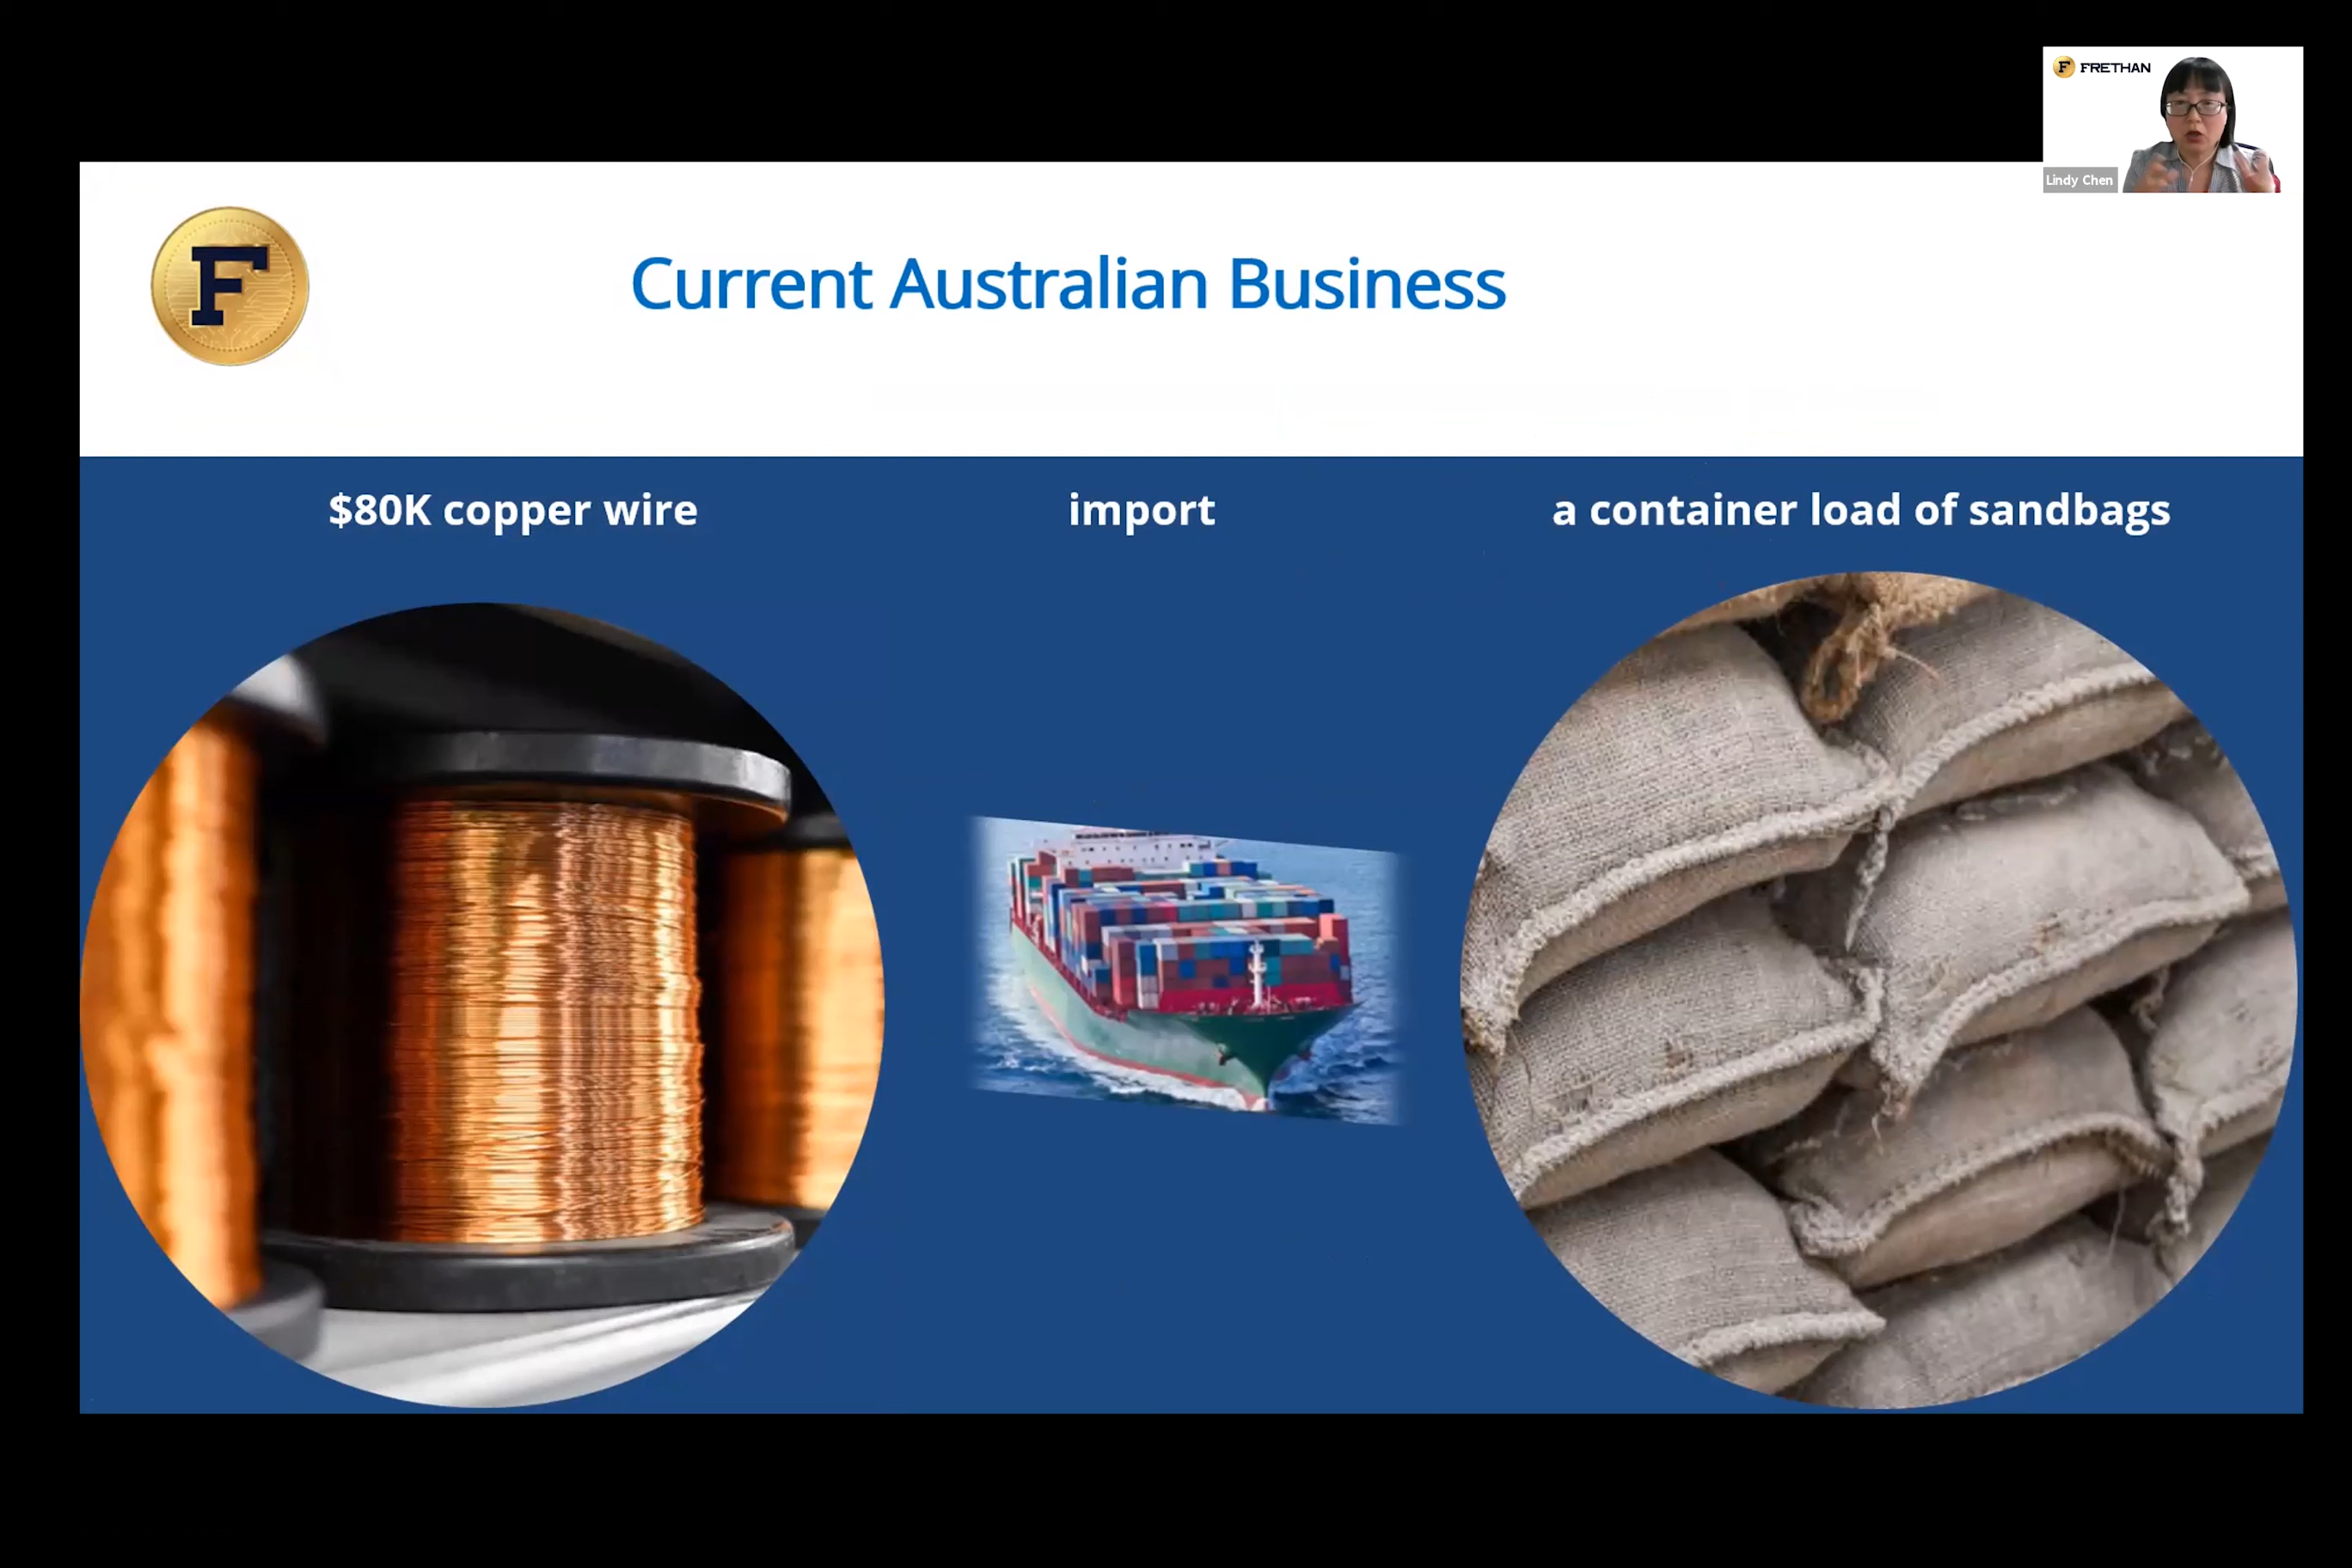 F FRETHAN
Lindy Chen
F
Current Australian Business
$80K copper wire
import
a container load of sandbags